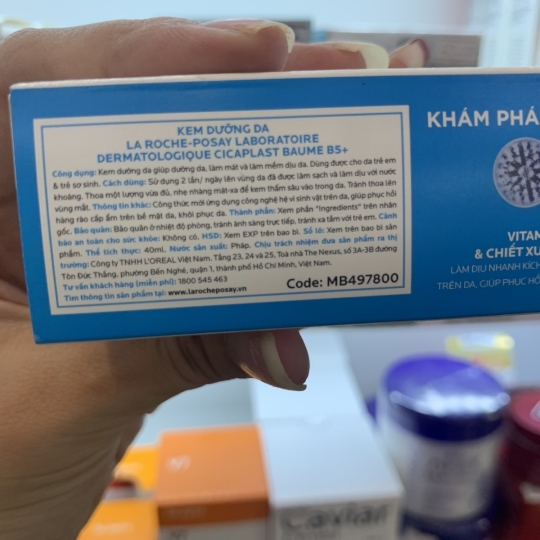 KEM DƯỠNG DA
LA ROCHE-POSAY LABORATOIRE
DERMATOLOGIQUE CICAPLAST BAUME B5+
Công dụng: Kem dưỡng da giúp dưỡng da, làm mát và làm mềm dịu da. Dùng được cho da trẻ em
& trẻ sơ sinh. Cách dùng: Sử dụng 2 lần/ ngày lên vùng da đã được làm sạch và làm dịu với nước
khoáng. Thoa một lượng vừa đủ, nhẹ nhàng mát-xa để kem thấm sâu vào trong da. Tránh thoa lên
vùng mắt. Thông tin khác: Công thức mới ứng dụng công nghệ hệ vi sinh vật trên da, giúp phục hồi
hàng rào cấp ẩm trên bề mặt da, khôi phục da. Thành phần: Xem phần "Ingredients" trên nhãn
gốc. Bảo quản: Bảo quản ở nhiệt độ phòng, tránh ánh sáng trực tiếp, tránh xa tầm với trẻ em. Cảnh
báo an toàn cho sức khỏe: Không có. HSD: Xem EXP trên bao bì. Số lô: Xem trên bao bì sản
phẩm. Thể tích thực: 40ml. Nước sản xuất: Pháp. Chịu trách nhiệm đưa sản phẩm ra thị
trường: Công ty TNHH L'OREAL Việt Nam. Tầng 23, 24 và 25, Toà nhà The Nexus, số 3A-3B đường
Tôn Đức Thắng, phường Bến Nghé, quận 1, thành phố Hồ Chí Minh, Việt Nam.
Tư vấn khách hàng (miễn phí): 1800 545 463
Tìm thông tin sản phẩm tại: www.larocheposay.vn
Code: MB497800
KHÁM PHÁ
VITAM
& CHIẾT XU
LÀM DỊU NHANH KÍCH
TRÊN DA, GIÚP PHỤC HỒ
Caviar